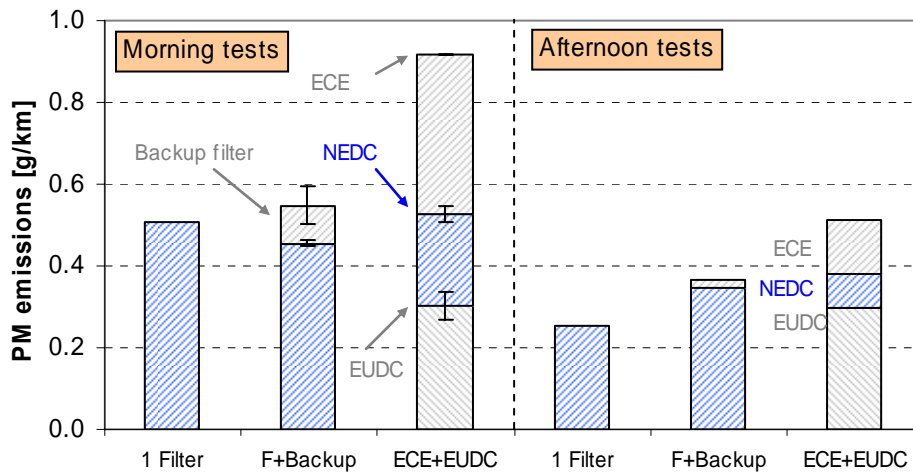 PM emissions [g/km]
1.0
0.8
0.6
0.4
0.2
0.0
Morning tests
Afternoon tests
ECE
Backup filter
NEDC
EUDC
ECE
NEDC
EUDC
1 Filter
F+Backup
ECE+EUDC
1 Filter
F+Backup
ECE+EUDC